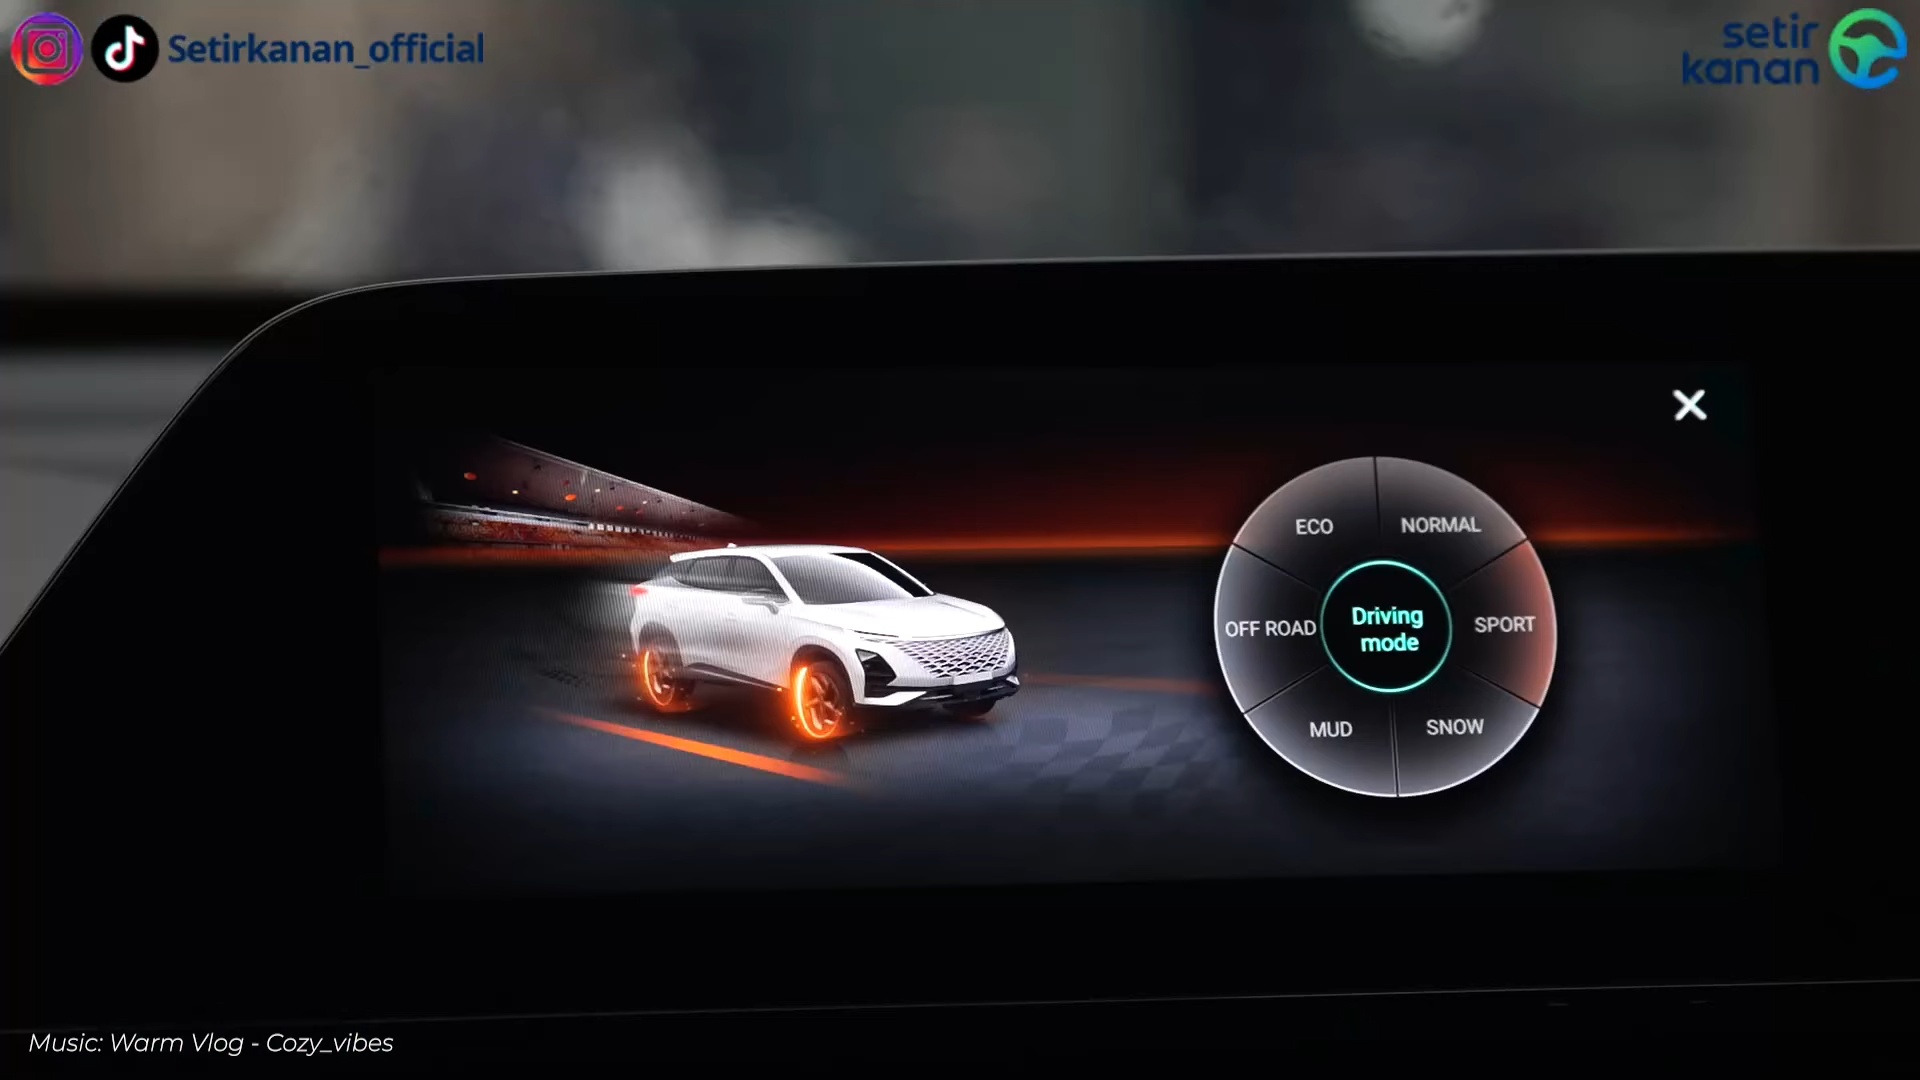 Setirkanan_official
setir
kanan
ECO
NORMAL
OFF ROAD
Driving
mode
SPORT
MUD
SNOW
Music: Warm Vlog - Cozy_vibes